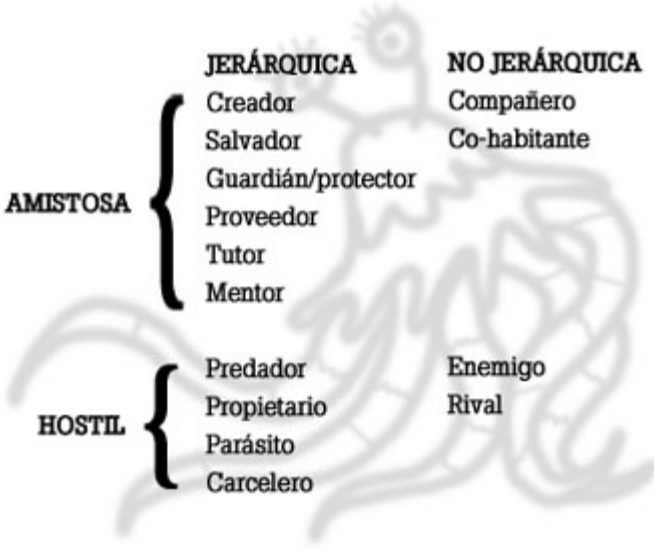 JERÁRQUICA NO JERÁRQUICA
Creador Compañero
Salvador Co-habitante
Guardián/protector
AMISTOSA Proveedor
Tutor
Mentor
Predador Enemigo
Propietario Rival
HOSTIL Parásito
Carcelero